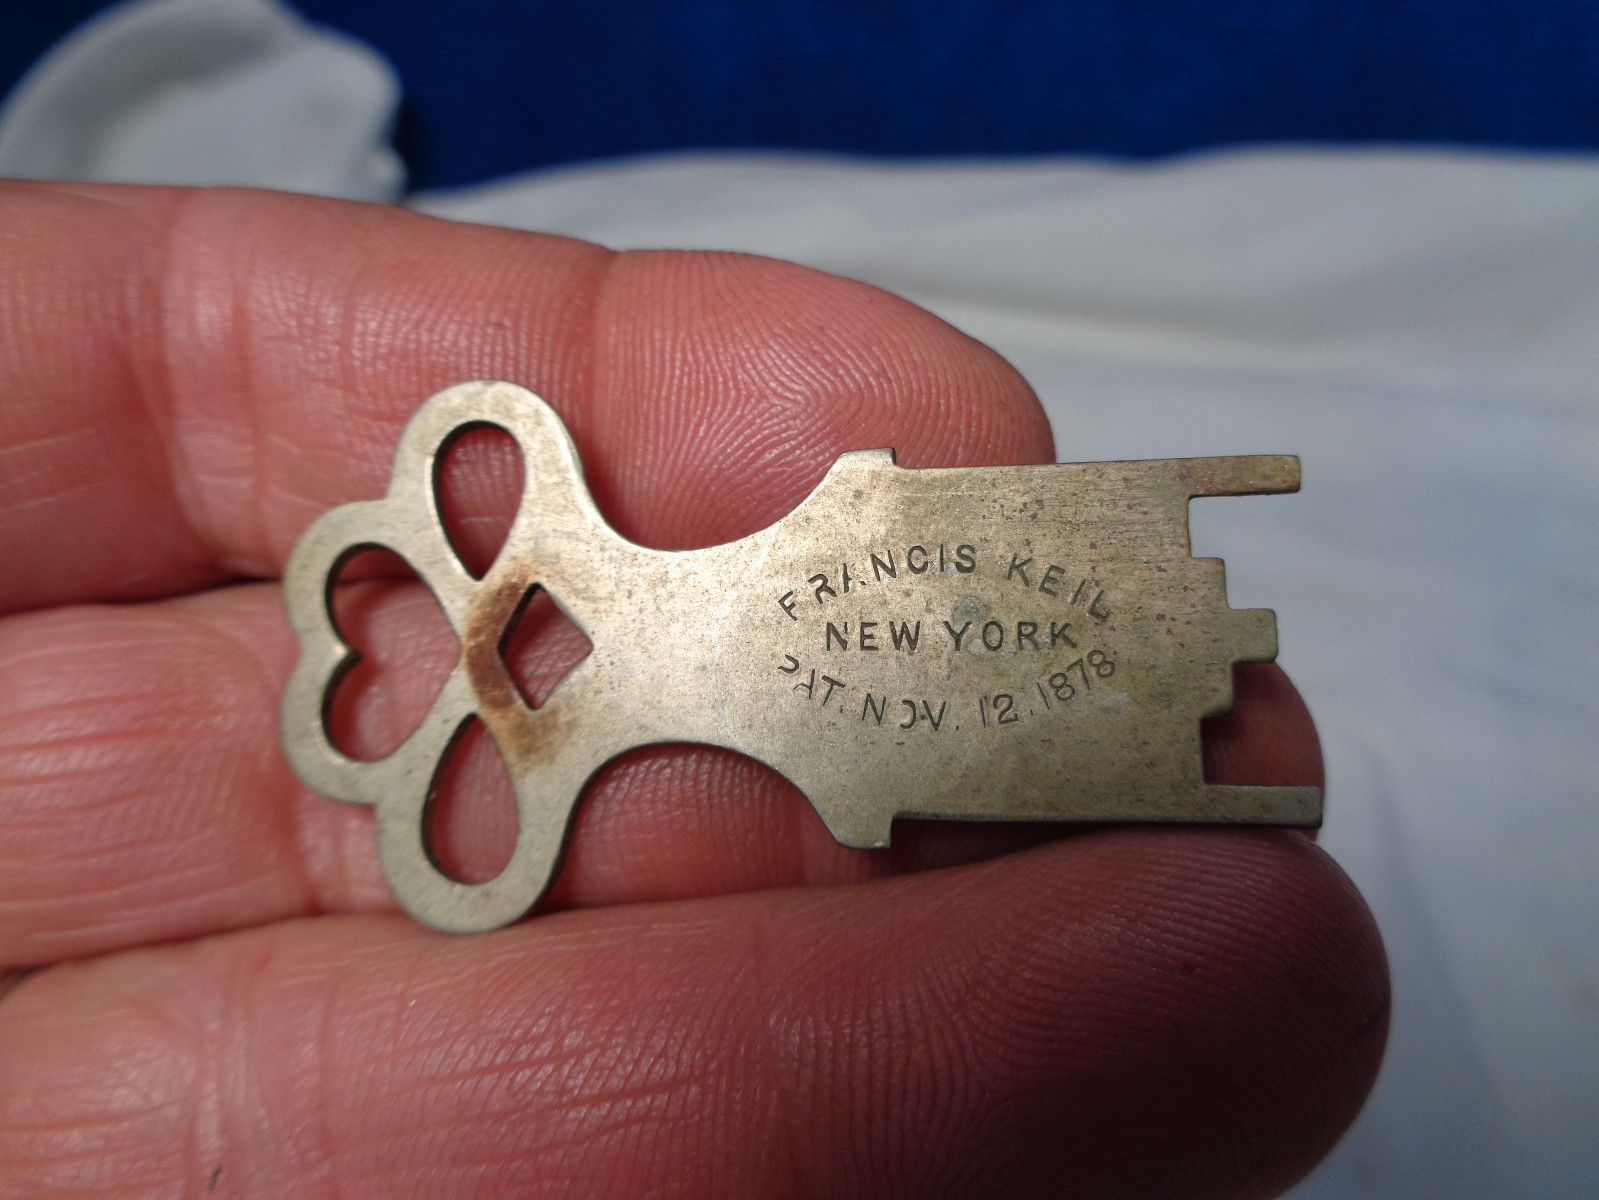 FRANCIS KEIL
NEW YORK
PAT. NOV. 12. 1878